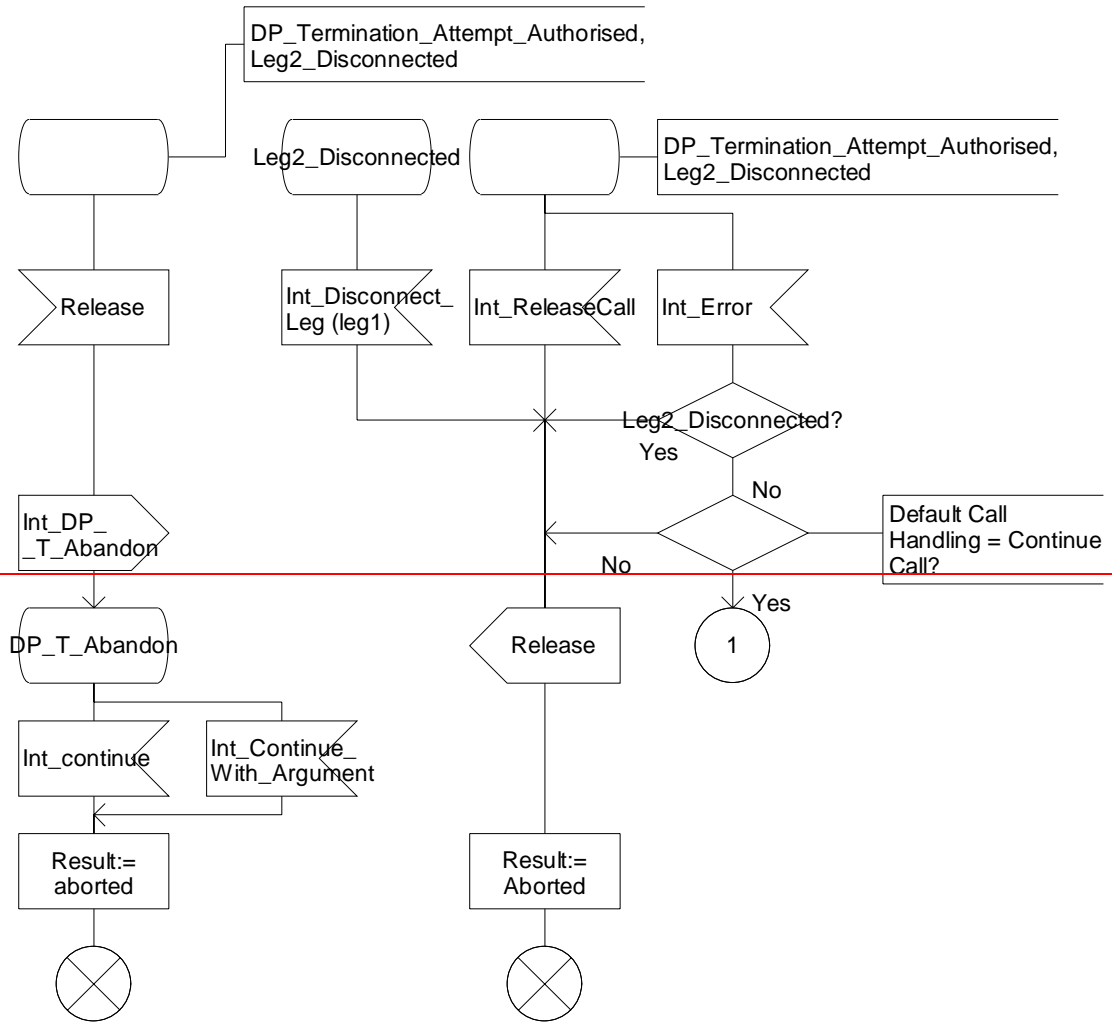 DP_Termination_Attempt_Authorised,
Leg2_Disconnected
Leg2_Disconnected
DP_Termination_Attempt_Authorised,
Leg2_Disconnected
Release
Int_Disconnect_
Leg (leg1)
Int_ReleaseCall
Int_Error
Leg2_Disconnected?
Yes
No
Int_DP_
_T_Abandon
Default Call
Handling = Continue
Call?
No
Yes
DP_T_Abandon
Release
1
Int_continue
Int_Continue_
With_Argument
Result:=
aborted
Result:=
Aborted